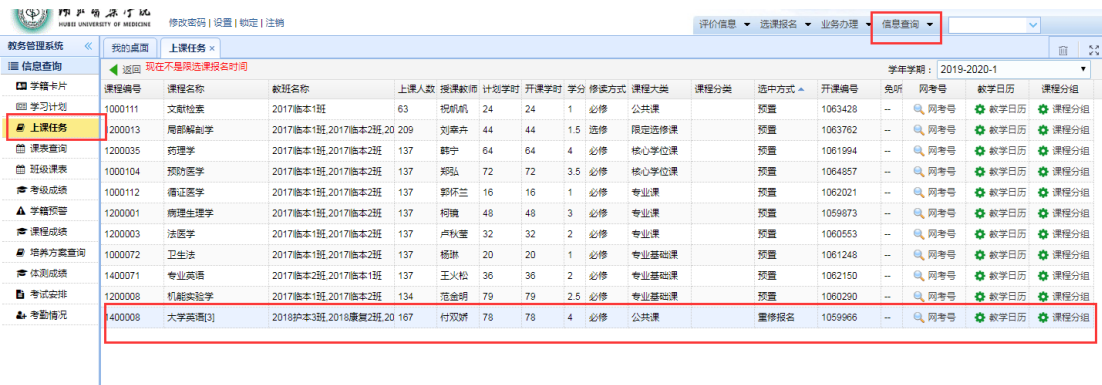 HUBEI UNIVERSITY OF MEDICINE
修改密码 | 设置 | 锁定 | 注销
评价信息 选课报名 业务办理 信息查询
教务管理系统 我的桌面 上课任务 ×
信息查询
返回 现在不是限选课报名时间 学年学期： 2019-2020-1
学籍卡片
学习计划
上课任务
课表查询
班级课表
考级成绩
学籍预警
课程成绩
培养方案查询
体测成绩
考试安排
考勤情况
课程编号 课程名称 教班名称 上课人数 授课教师 计划学时 开课学时 学分 修读方式 课程大类 课程分类 选中方式 开课编号 免听 网考号 教学日历 课程分组
1000111 文献检索 2017临本1班 63 祝帆帆 24 24 1 必修 公共课 预置 1063428 -- 网考号 教学日历 课程分组
1200013 局部解剖学 2017临本1班,2017临本2班,20 209 刘幸卉 44 44 1.5 选修 限定选修课 预置 1063762 -- 网考号 教学日历 课程分组
1200035 药理学 2017临本1班,2017临本2班 137 韩宁 64 64 4 必修 核心学位课 预置 1061994 -- 网考号 教学日历 课程分组
1000104 预防医学 2017临本1班,2017临本2班 137 郑弘 72 72 3.5 必修 核心学位课 预置 1064857 -- 网考号 教学日历 课程分组
1000112 循证医学 2017临本1班,2017临本2班 137 郭怀兰 16 16 1 必修 专业课 预置 1062021 -- 网考号 教学日历 课程分组
1200001 病理生理学 2017临本1班,2017临本2班 137 柯镜 48 48 3 必修 专业课 预置 1059873 -- 网考号 教学日历 课程分组
1200003 法医学 2017临本1班,2017临本2班 137 卢秋莹 32 32 2 必修 专业课 预置 1060553 -- 网考号 教学日历 课程分组
1000072 卫生法 2017临本1班,2017临本2班 137 杨琳 20 20 1 必修 专业基础课 预置 1061248 -- 网考号 教学日历 课程分组
1400071 专业英语 2017临本2班,2017临本1班 137 王火松 36 36 2 必修 专业基础课 预置 1062150 -- 网考号 教学日历 课程分组
1200008 机能实验学 2017临本1班,2017临本2班 134 范金明 79 79 2.5 必修 专业基础课 预置 1060290 -- 网考号 教学日历 课程分组
1400008 大学英语[3] 2018护本3班,2018康复2班,20 167 付双娇 78 78 4 必修 公共课 重修报名 1059966 -- 网考号 教学日历 课程分组